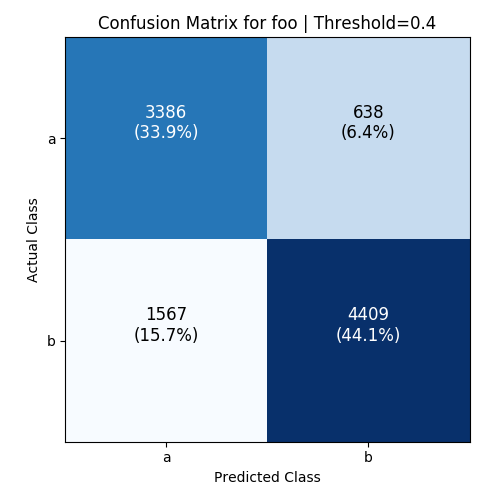 Confusion Matrix for foo | Threshold=0.4
Actual Class
a
3386
(33.9%)
638
(6.4%)
b
1567
(15.7%)
4409
(44.1%)
a
b
Predicted Class